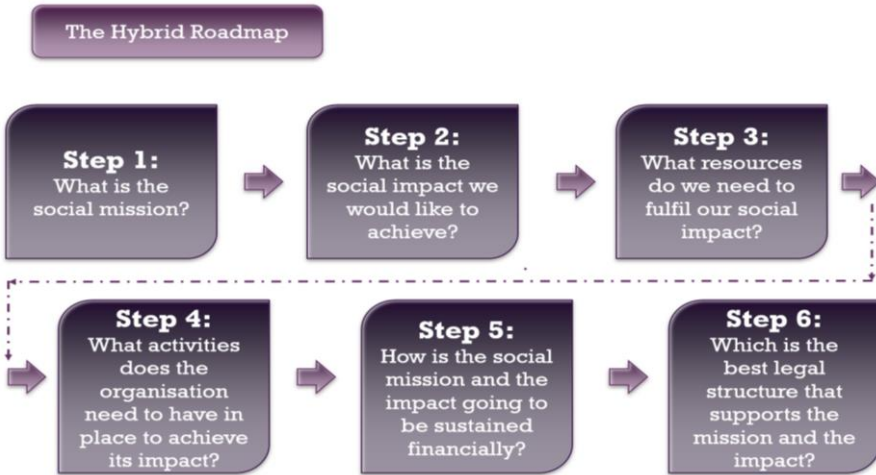 The Hybrid Roadmap
Step 1:
What is the
social mission?
Step 2:
What is the
social impact we
would like to
achieve?
Step 3:
What resources
do we need to
fulfil our social
impact?
Step 4:
What activities
does the
organisation
need to have in
place to achieve
its impact?
Step 5:
How is the social
mission and the
impact going to
be sustained
financially?
Step 6:
Which is the
best legal
structure that
supports the
mission and the
impact?